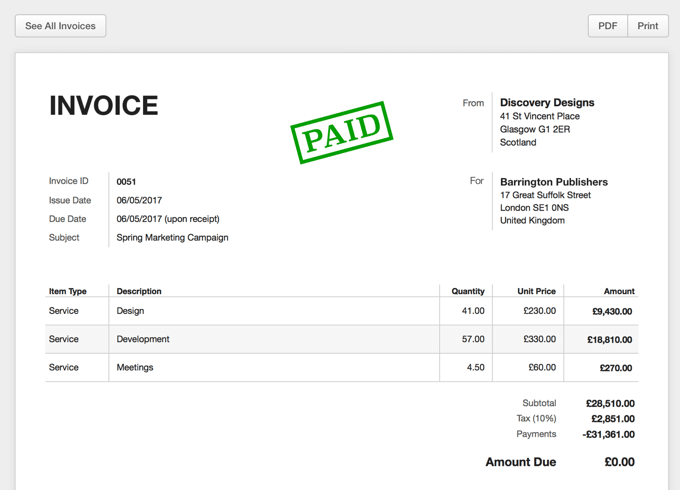 See All Invoices
PDF Print
INVOICE
PAID
From Discovery Designs
41 St Vincent Place
Glasgow G1 2ER
Scotland
Invoice ID 0051
Issue Date 06/05/2017
Due Date 06/05/2017 (upon receipt)
Subject Spring Marketing Campaign
For Barrington Publishers
17 Great Suffolk Street
London SE1 0NS
United Kingdom
Item Type Description Quantity Unit Price Amount
Service Design 41.00 £230.00 £9,430.00
Service Development 57.00 £330.00 £18,810.00
Service Meetings 4.50 £60.00 £270.00
Subtotal £28,510.00
Tax (10%) £2,851.00
Payments -£31,361.00
Amount Due £0.00